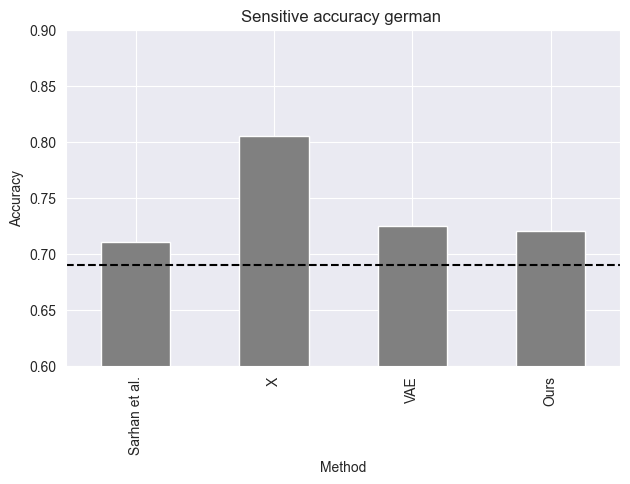 Sensitive accuracy german
0.90
0.85
0.80
0.75
0.70
0.65
0.60
Accuracy
Sarhan et al.
X
VAE
Ours
Method